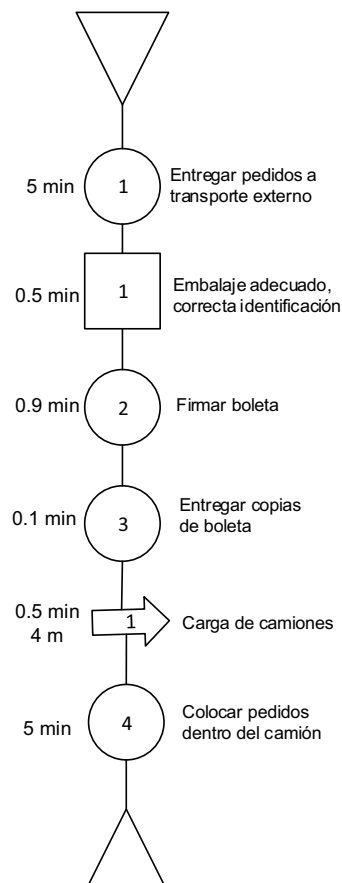 5 min
1
Entregar pedidos a
transporte externo
0.5 min
1
Embalaje adecuado,
correcta identificación
0.9 min
2
Firmar boleta
0.1 min
3
Entregar copias
de boleta
0.5 min
4 m
1
Carga de camiones
5 min
4
Colocar pedidos
dentro del camión